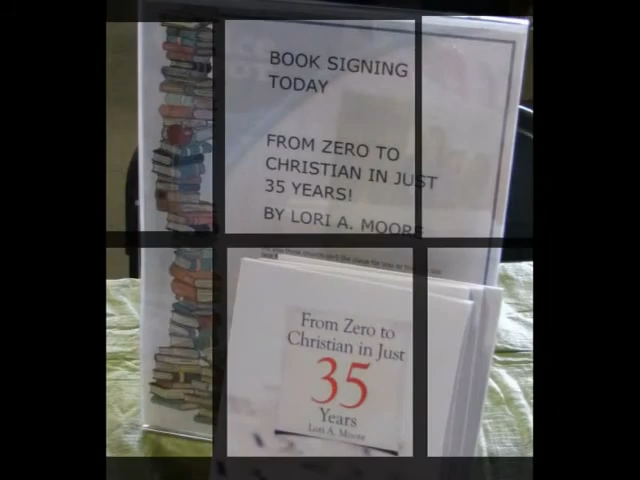 BOOK SIGNING
TODAY
FROM ZERO TO
CHRISTIAN IN JUST
35 YEARS!
BY LORI A. MOORE
From Zero to
Christian in Just
35
Years
Lori A. Moore